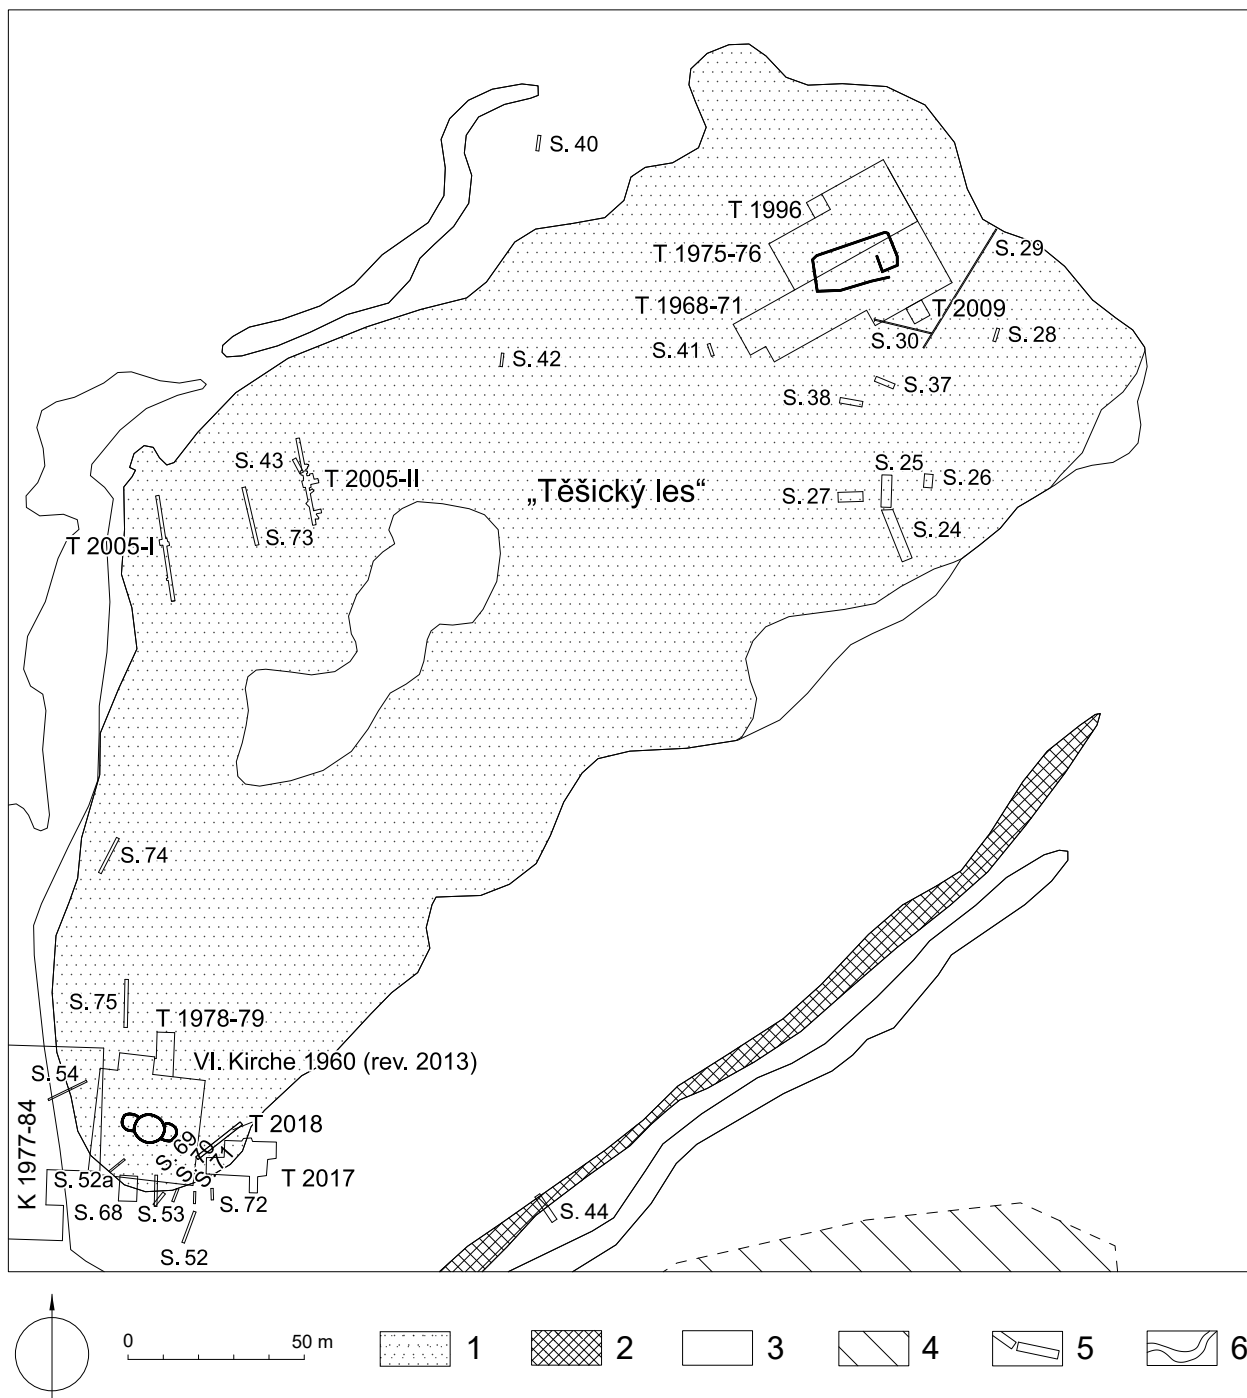 S. 40
T 1996
T 1975-76
S. 29
T 1968-71
T 2009
S. 41
S. 30
S. 28
S. 42
S. 37
S. 38
S. 43
T 2005-II
S. 25
S. 26
„Těšický les“
S. 27
S. 73
T 2005-I
S. 24
S. 74
S. 75
T 1978-79
VI. Kirche 1960 (rev. 2013)
S. 54
K 1977-84
T 2018
S. 69
S. 70
S. 71
S. 52a
T 2017
S. 68
S. 53
S. 72
S. 44
S. 52
0
50 m
1
2
3
4
5
6